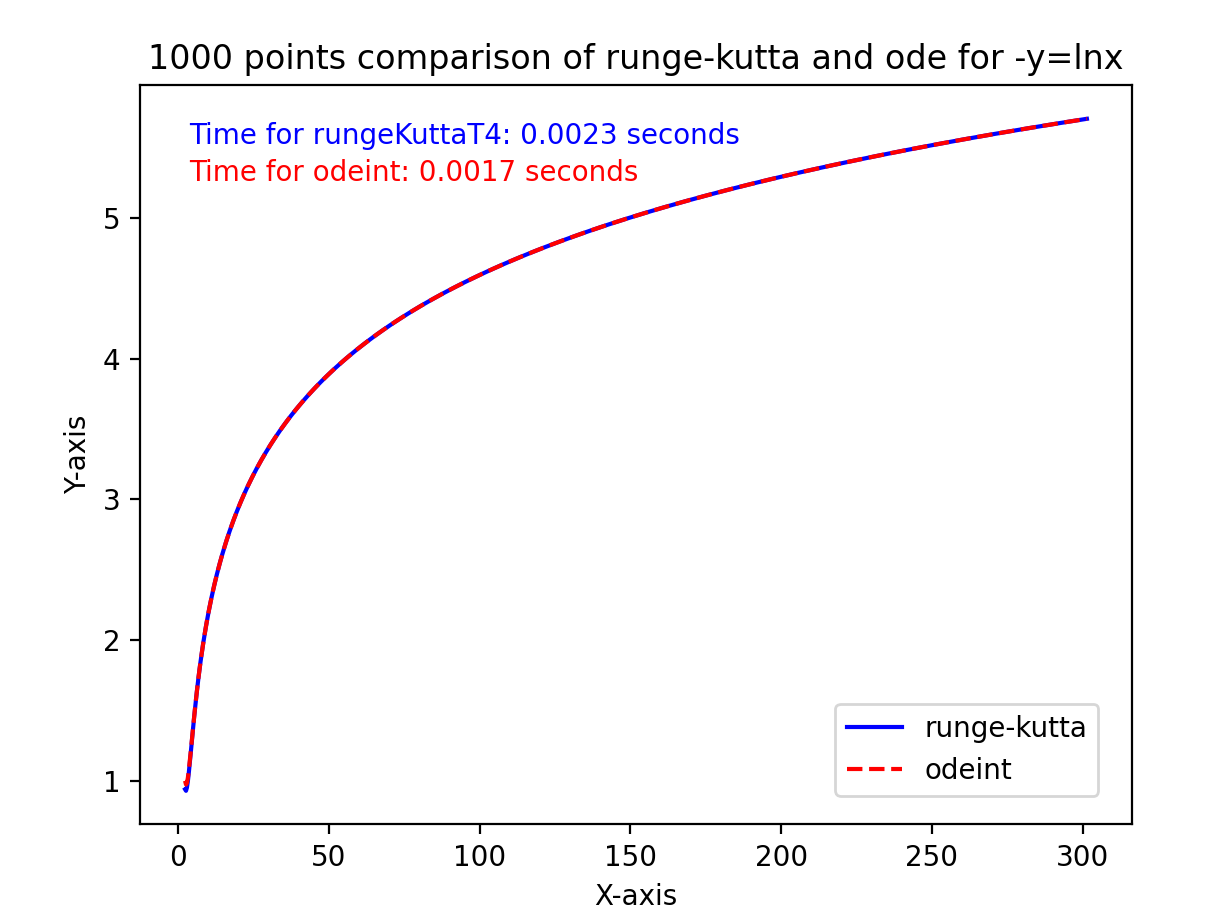 1000 points comparison of runge-kutta and ode for -y=lnx
Time for rungeKuttaT4: 0.0023 seconds
Time for odeint: 0.0017 seconds
5
4
3
2
1
Y-axis
runge-kutta
odeint
0 50 100 150 200 250 300
X-axis